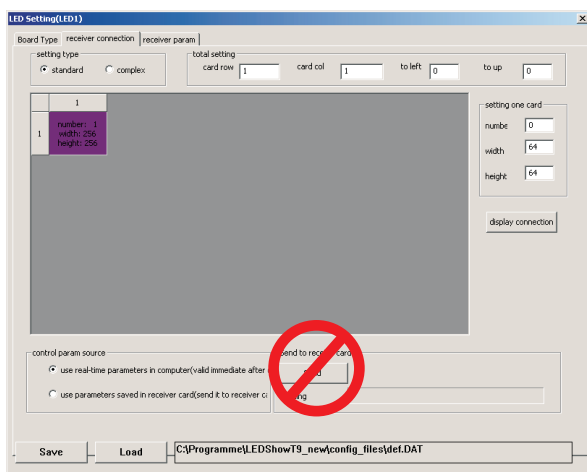 LED Setting(LED1)
Board Type receiver connection receiver param
setting type total setting
standard complex card row 1 card col 1 to left 0 to up 0
1 setting one card
1 number: 1 numbe 0
width: 256 width 64
height: 256 height 64
display connection
control param source send to receive card
use real-time parameters in computer(valid immediate after
use parameters saved in receiver card(send it to receiver ca
Save Load C:\Programme\LEDShowT9_new\config_files\def.DAT